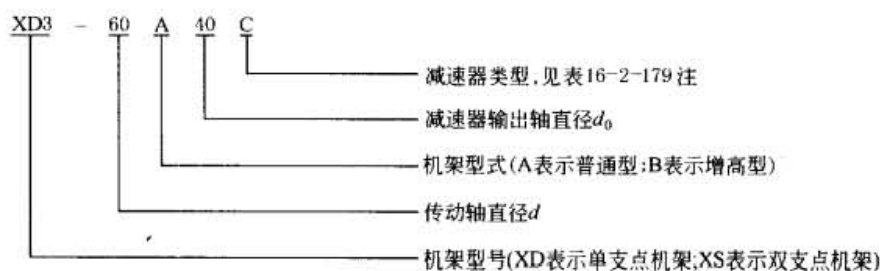 XD3 - 60 A 40 C
减速器类型,见表16-2-179注
减速器输出轴直径d₀
机架型式(A表示普通型;B表示增高型)
传动轴直径d
机架型号(XD表示单支点机架;XS表示双支点机架)